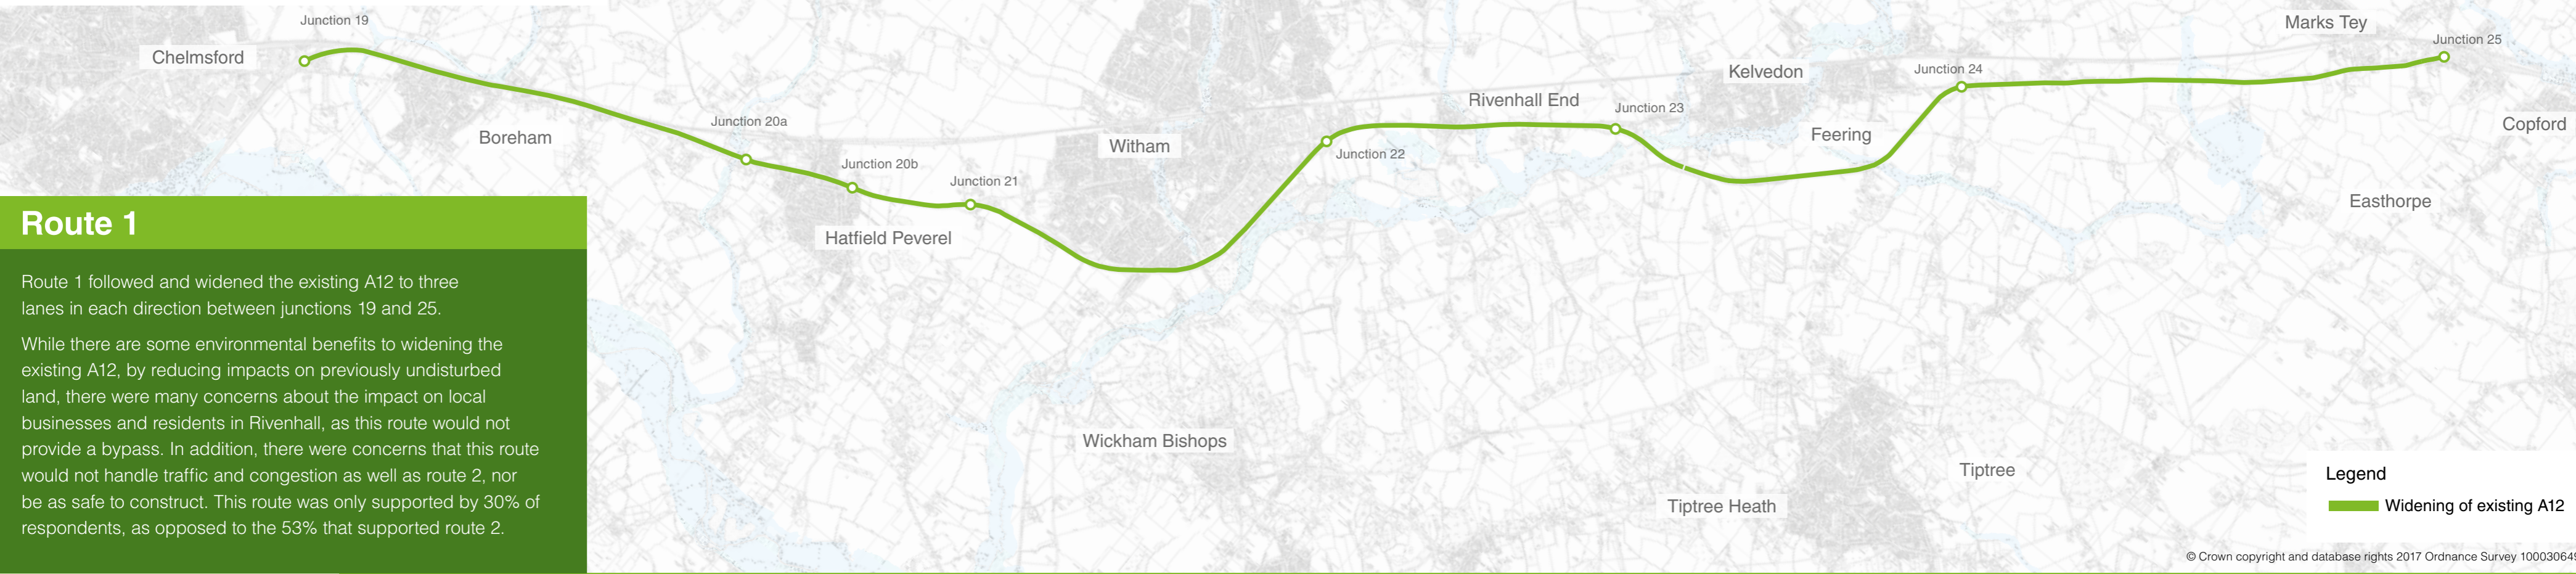 Junction 19
Chelmsford
Boreham
Junction 20a
Junction 20b
Junction 21
Hatfield Peverel
Witham
Junction 22
Rivenhall End
Junction 23
Kelvedon
Feering
Junction 24
Marks Tey
Junction 25
Copford
Easthorpe
Wickham Bishops
Tiptree Heath
Tiptree
Route 1
Route 1 followed and widened the existing A12 to three
lanes in each direction between junctions 19 and 25.
While there are some environmental benefits to widening the
existing A12, by reducing impacts on previously undisturbed
land, there were many concerns about the impact on local
businesses and residents in Rivenhall, as this route would not
provide a bypass. In addition, there were concerns that this route
would not handle traffic and congestion as well as route 2, nor
be as safe to construct. This route was only supported by 30% of
respondents, as opposed to the 53% that supported route 2.
Legend
Widening of existing A12
© Crown copyright and database rights 2017 Ordnance Survey 100030649